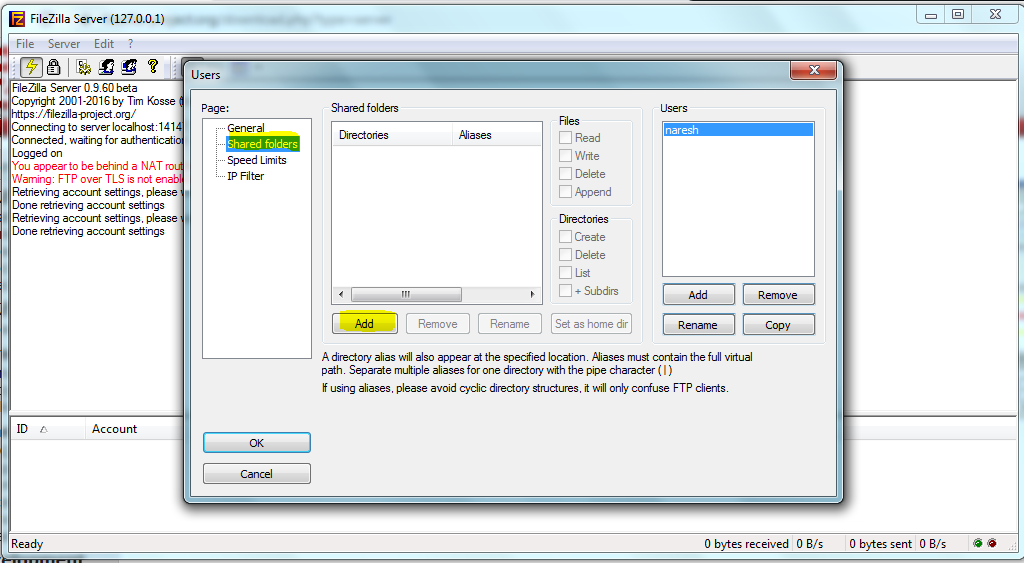 FileZilla Server (127.0.0.1)
File Server Edit ?
FileZilla Server 0.9.60 beta
Copyright 2001-2016 by Tim Kosse (
https://filezilla-project.org/
Connecting to server localhost:1414
Connected, waiting for authentication
Logged on
You appear to be behind a NAT rout
Warning: FTP over TLS is not enable
Retrieving account settings, please
Done retrieving account settings
Retrieving account settings, please
Done retrieving account settings
Users
Page:
General
Shared folders
Speed Limits
IP Filter
Shared folders
Directories Aliases
Files
Read
Write
Delete
Append
Directories
Create
Delete
List
+ Subdirs
Add Remove Rename Set as home dir
Users
naresh
Add Remove
Rename Copy
A directory alias will also appear at the specified location. Aliases must contain the full virtual
path. Separate multiple aliases for one directory with the pipe character ( | )
If using aliases, please avoid cyclic directory structures, it will only confuse FTP clients.
OK
Cancel
ID Account
Ready 0 bytes received 0 B/s 0 bytes sent 0 B/s